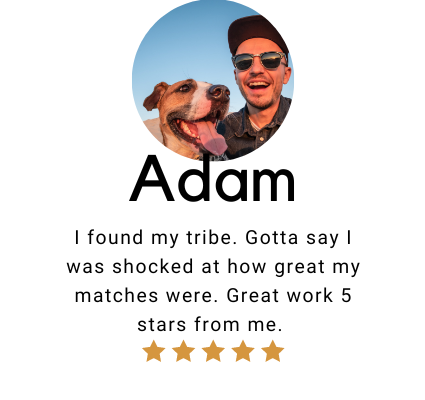 Adam
I found my tribe. Gotta say I
was shocked at how great my
matches were. Great work 5
stars from me.